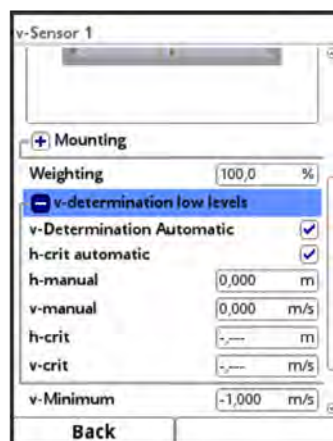 v-Sensor 1
Mounting
Weighting 100,0 %
v-determination low levels
v-Determination Automatic
h-crit automatic
h-manual 0,000 m
v-manual 0,000 m/s
h-crit -,--- m
v-crit -,--- m/s
v-Minimum -1,000 m/s
Back